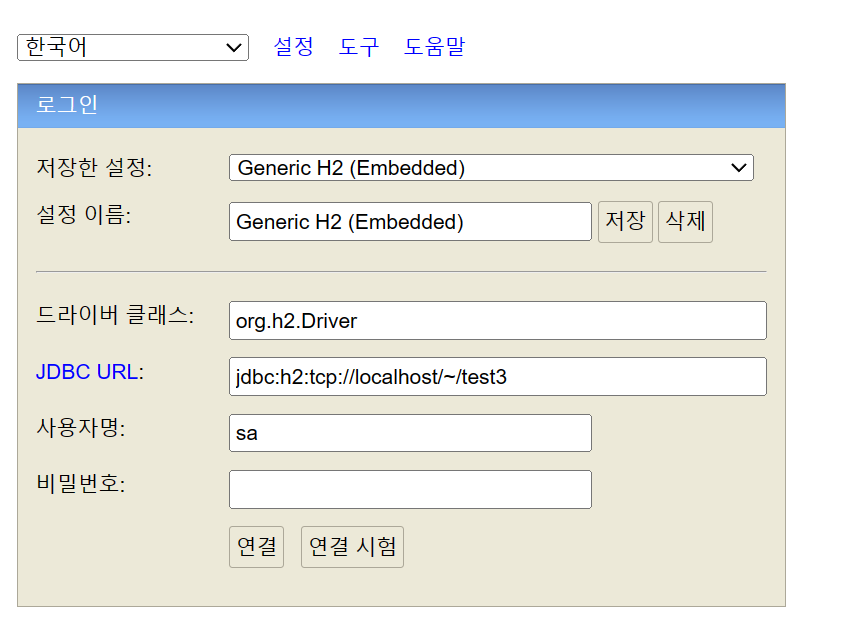 한국어 설정 도구 도움말
로그인
저장한 설정: Generic H2 (Embedded)
설정 이름: Generic H2 (Embedded) 저장 삭제
드라이버 클래스: org.h2.Driver
JDBC URL: jdbc:h2:tcp://localhost/~/test3
사용자명: sa
비밀번호:
연결 연결 시험